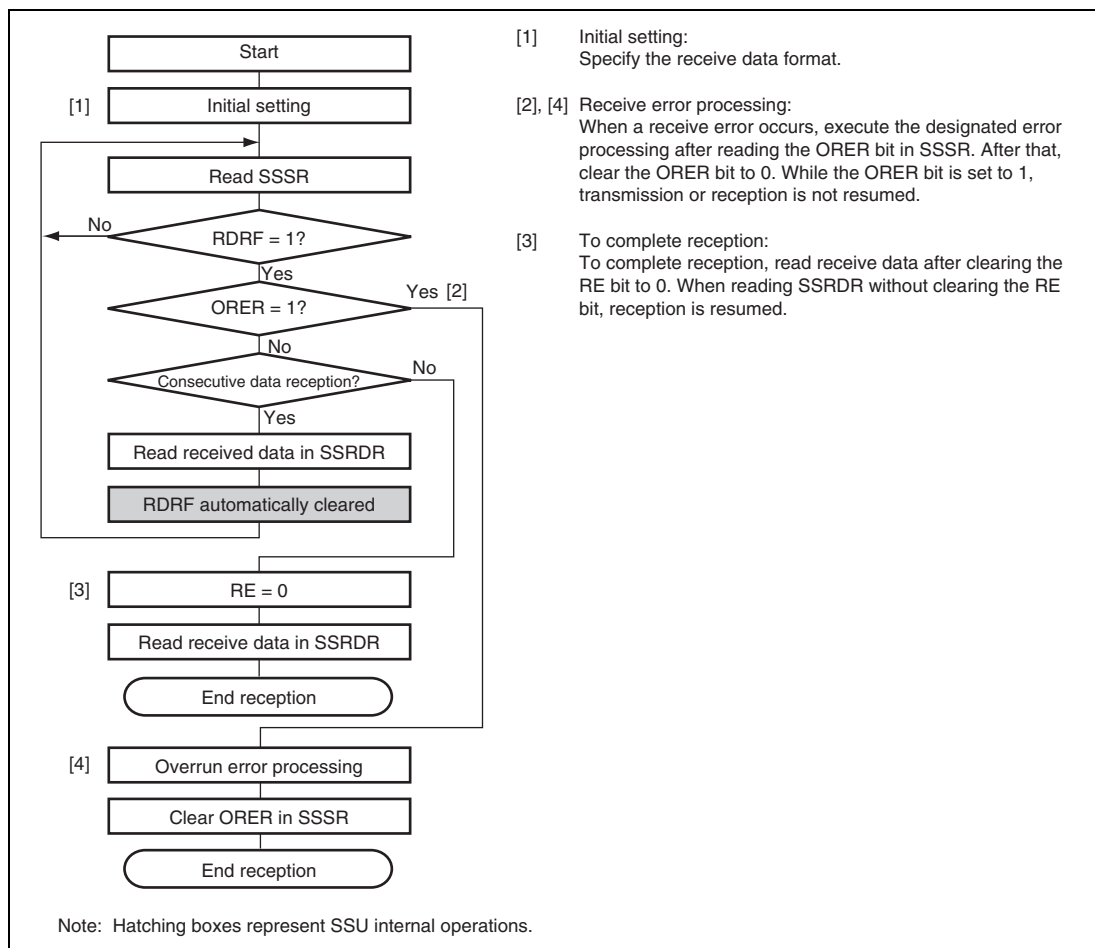 Start
[1] Initial setting
Read SSSR
No
RDRF = 1?
Yes
Yes [2]
ORER = 1?
No
No
Consecutive data reception?
Yes
Read received data in SSRDR
RDRF automatically cleared
[3] RE = 0
Read receive data in SSRDR
End reception
[4] Overrun error processing
Clear ORER in SSSR
End reception
Note: Hatching boxes represent SSU internal operations.
[1] Initial setting:
Specify the receive data format.
[2], [4] Receive error processing:
When a receive error occurs, execute the designated error
processing after reading the ORER bit in SSSR. After that,
clear the ORER bit to 0. While the ORER bit is set to 1,
transmission or reception is not resumed.
[3] To complete reception:
To complete reception, read receive data after clearing the
RE bit to 0. When reading SSRDR without clearing the RE
bit, reception is resumed.